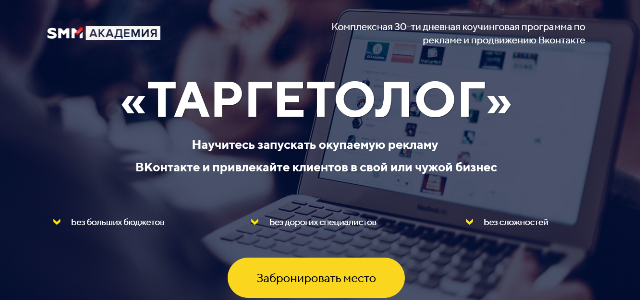 SMM АКАДЕМИЯ
Комплексная 30-ти дневная коучинговая программа по
рекламе и продвижению Вконтакте
«ТАРГЕТОЛОГ»
Научитесь запускать окупаемую рекламу
ВКонтакте и привлекайте клиентов в свой или чужой бизнес
Без больших бюджетов
Без дорогих специалистов
Без сложностей
Забронировать место